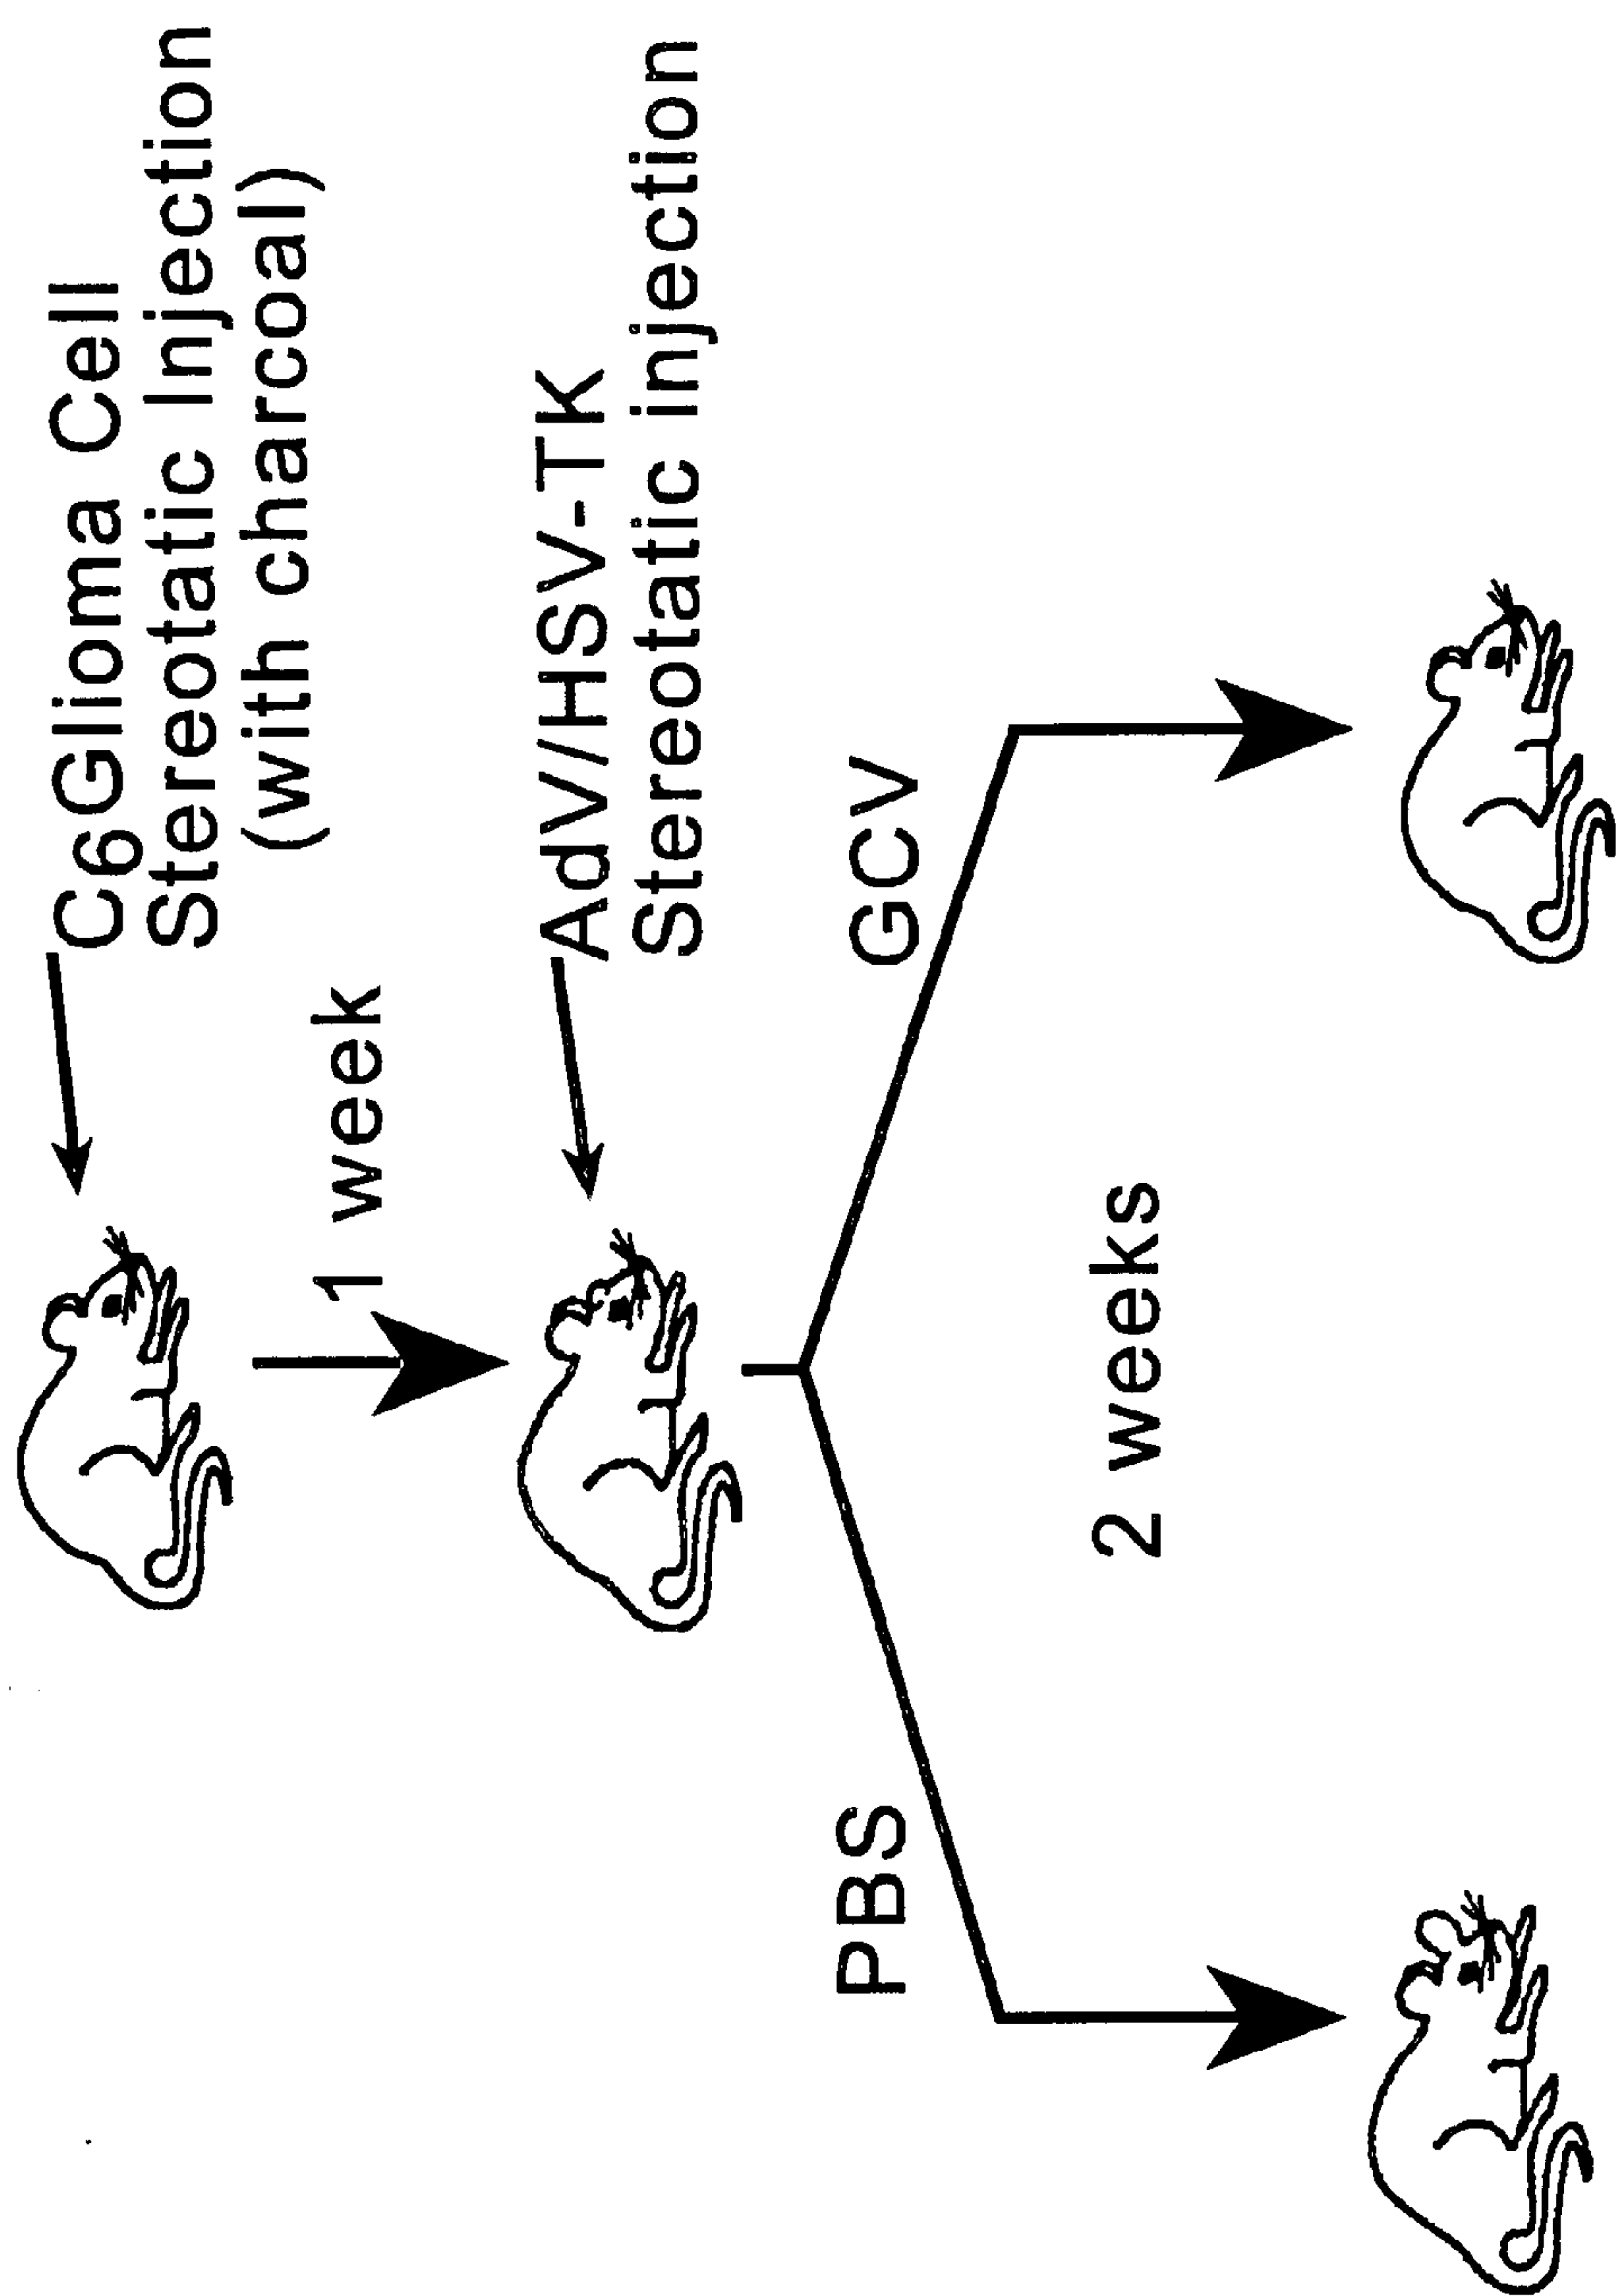 C6Glioma Cell
Stereotatic Injection
(with charcoal)
1 week
AdV//HSV-TK
Stereotatic injection
PBS
GCV
2 weeks